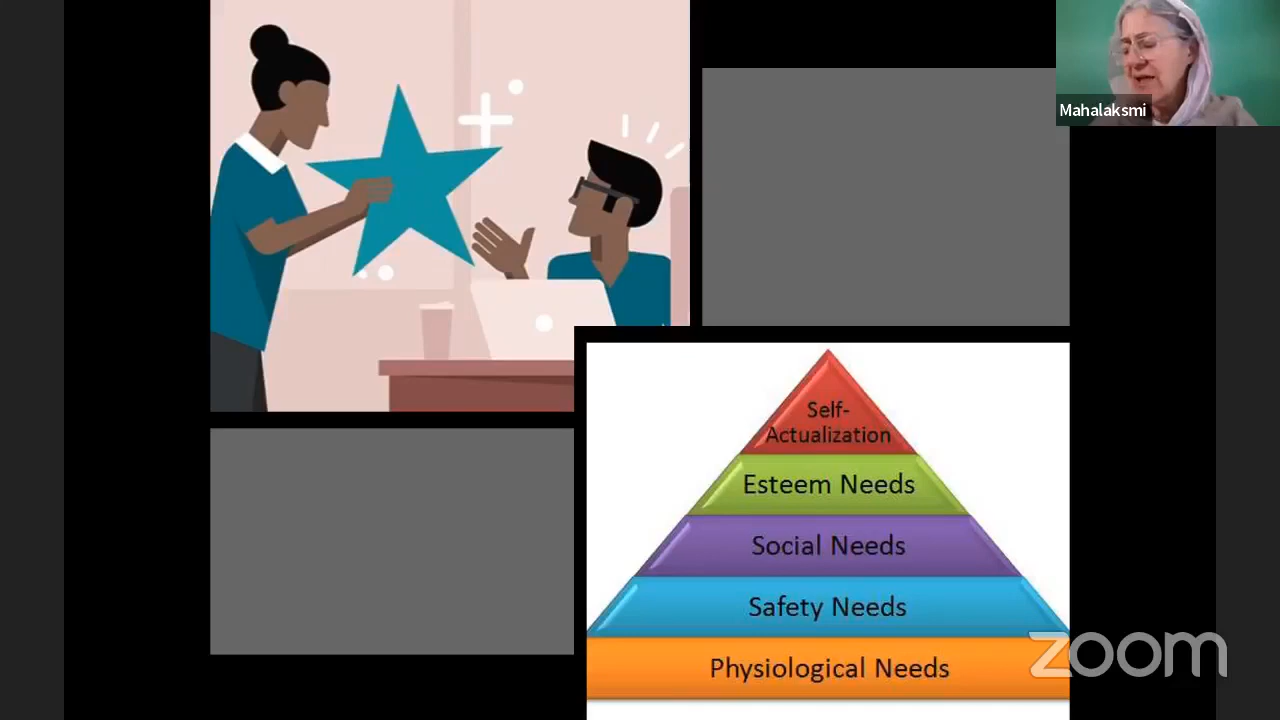 Mahalaksmi
Self-
Actualization
Esteem Needs
Social Needs
Safety Needs
Physiological Needs
zoom